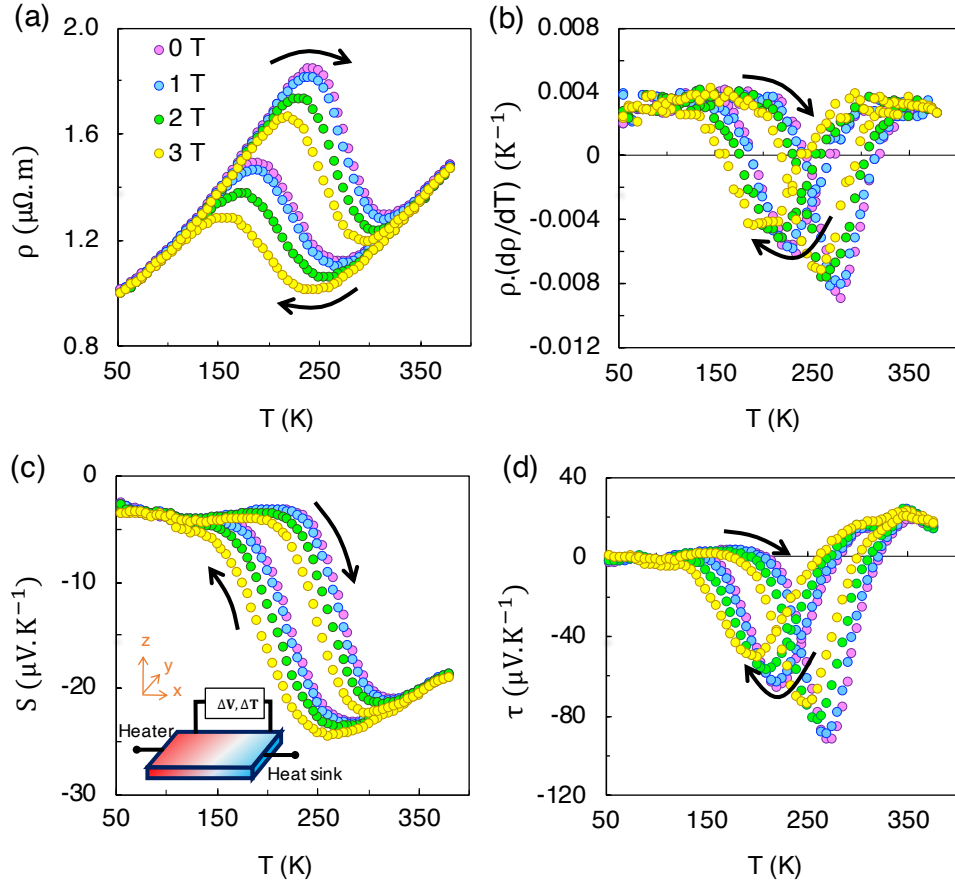 (a)
2.0
1.6
1.2
0.8
ρ (μΩ.m)
0 T
1 T
2 T
3 T
50 150 250 350
T (K)
(b)
0.008
0.004
0
-0.004
-0.008
-0.012
ρ.(dρ/dT) (K⁻¹)
50 150 250 350
T (K)
(c)
0
-10
-20
-30
S (μV.K⁻¹)
z
y
x
ΔV, ΔT
Heater
Heat sink
50 150 250 350
T (K)
(d)
40
0
-40
-80
-120
τ (μV.K⁻¹)
50 150 250 350
T (K)